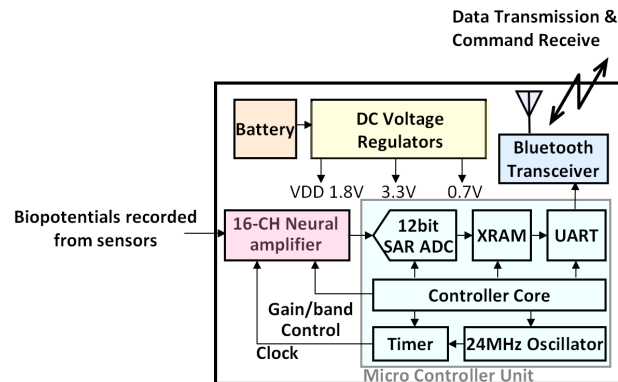 Data Transmission &
Command Receive
Battery
DC Voltage
Regulators
Bluetooth
Transceiver
VDD 1.8V 3.3V 0.7V
Biopotentials recorded
from sensors
16-CH Neural
amplifier
12bit
SAR ADC
XRAM
UART
Controller Core
Gain/band
Control
Clock
Timer
24MHz Oscillator
Micro Controller Unit